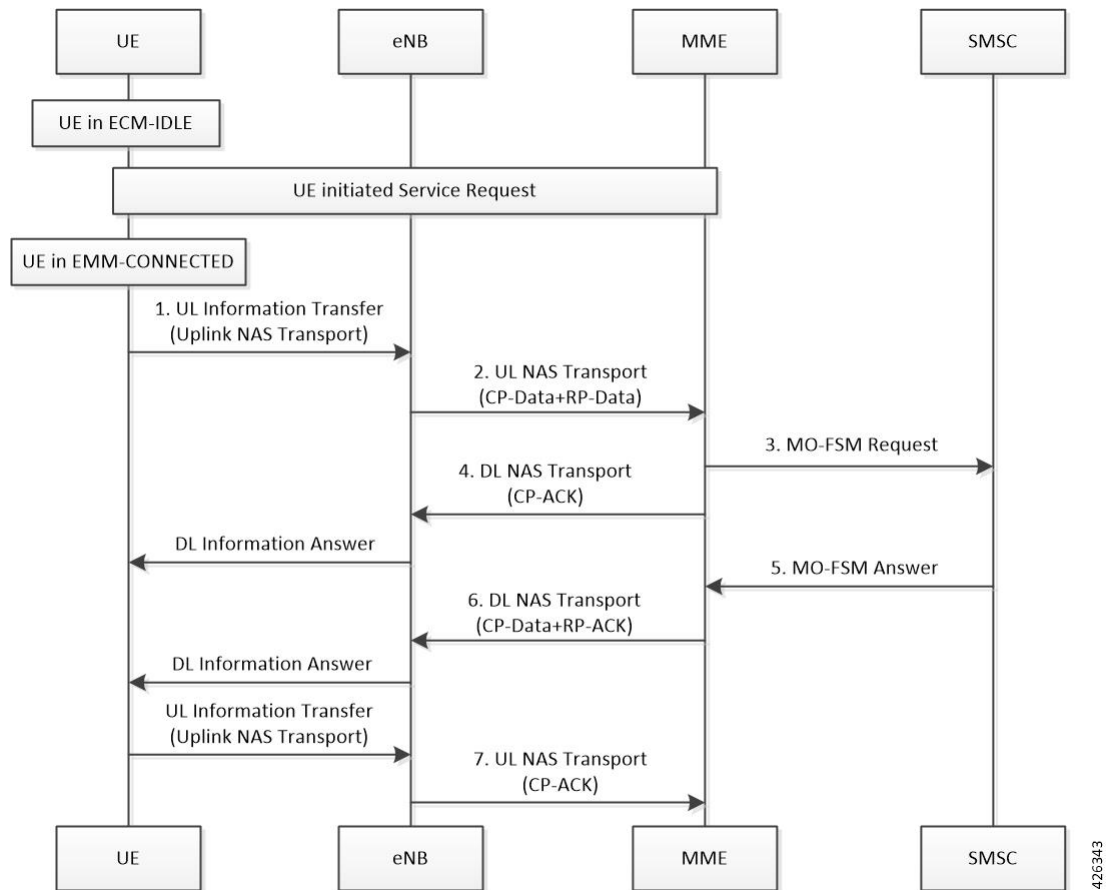 UE
eNB
MME
SMSC
UE in ECM-IDLE
UE initiated Service Request
UE in EMM-CONNECTED
1. UL Information Transfer
(Uplink NAS Transport)
2. UL NAS Transport
(CP-Data+RP-Data)
3. MO-FSM Request
4. DL NAS Transport
(CP-ACK)
DL Information Answer
5. MO-FSM Answer
6. DL NAS Transport
(CP-Data+RP-ACK)
DL Information Answer
UL Information Transfer
(Uplink NAS Transport)
7. UL NAS Transport
(CP-ACK)
UE
eNB
MME
SMSC
426343